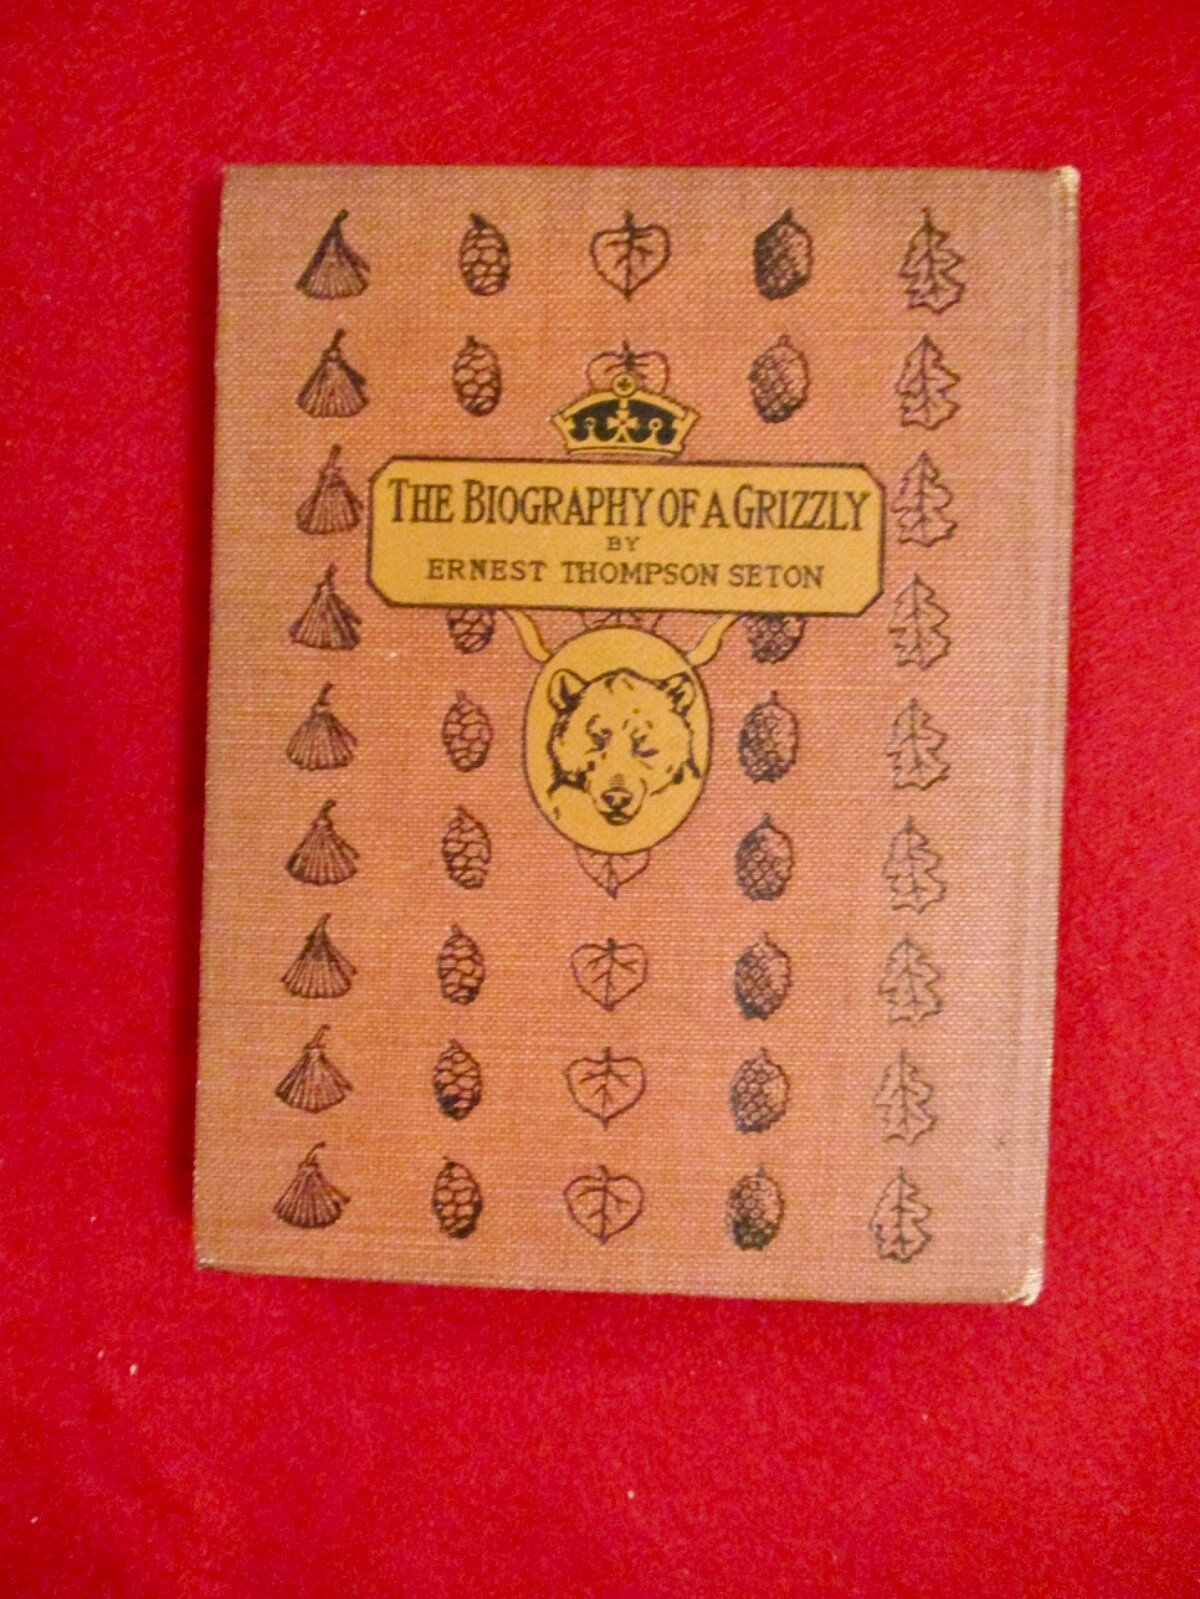 THE BIOGRAPHY OF A GRIZZLY
BY
ERNEST THOMPSON SETON